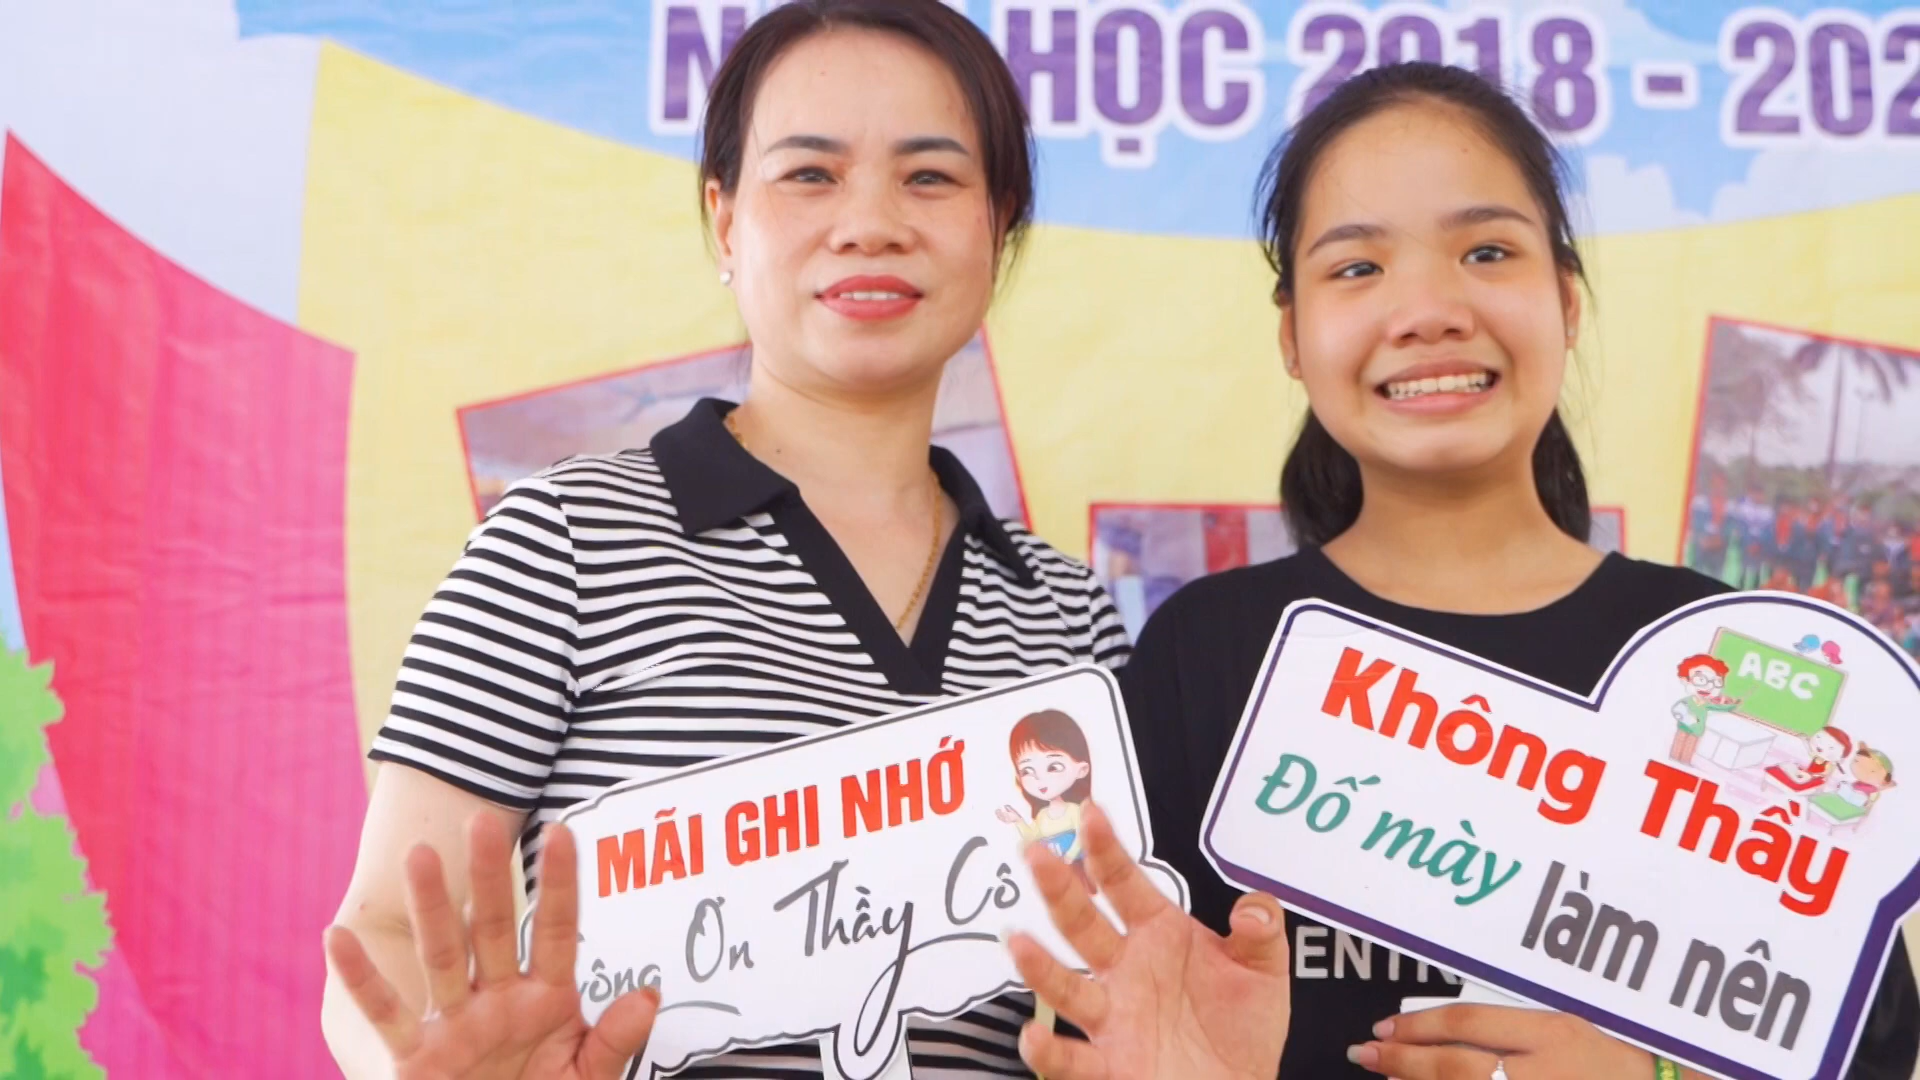 HỌC 2018 - 202
MÃI GHI NHỚ
Ơn Thầy Cô
ABC
Không Thầy
Đố mày làm nên